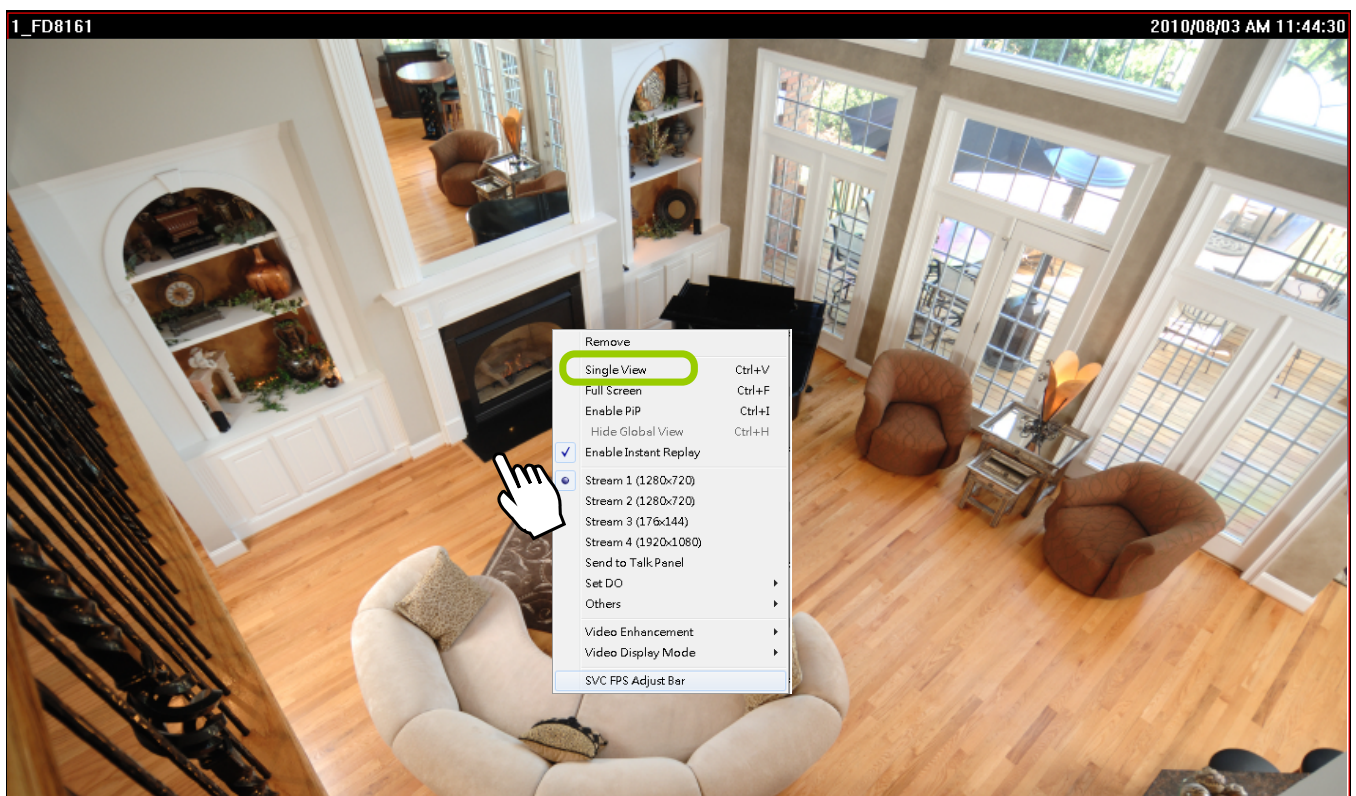 1_FD8161 2010/08/03 AM 11:44:30
Remove
Single View Ctrl+V
Full Screen Ctrl+F
Enable PiP Ctrl+I
Hide Global View Ctrl+H
Enable Instant Replay
Stream 1 (1280x720)
Stream 2 (1280x720)
Stream 3 (176x144)
Stream 4 (1920x1080)
Send to Talk Panel
Set DO
Others
Video Enhancement
Video Display Mode
SVC FPS Adjust Bar